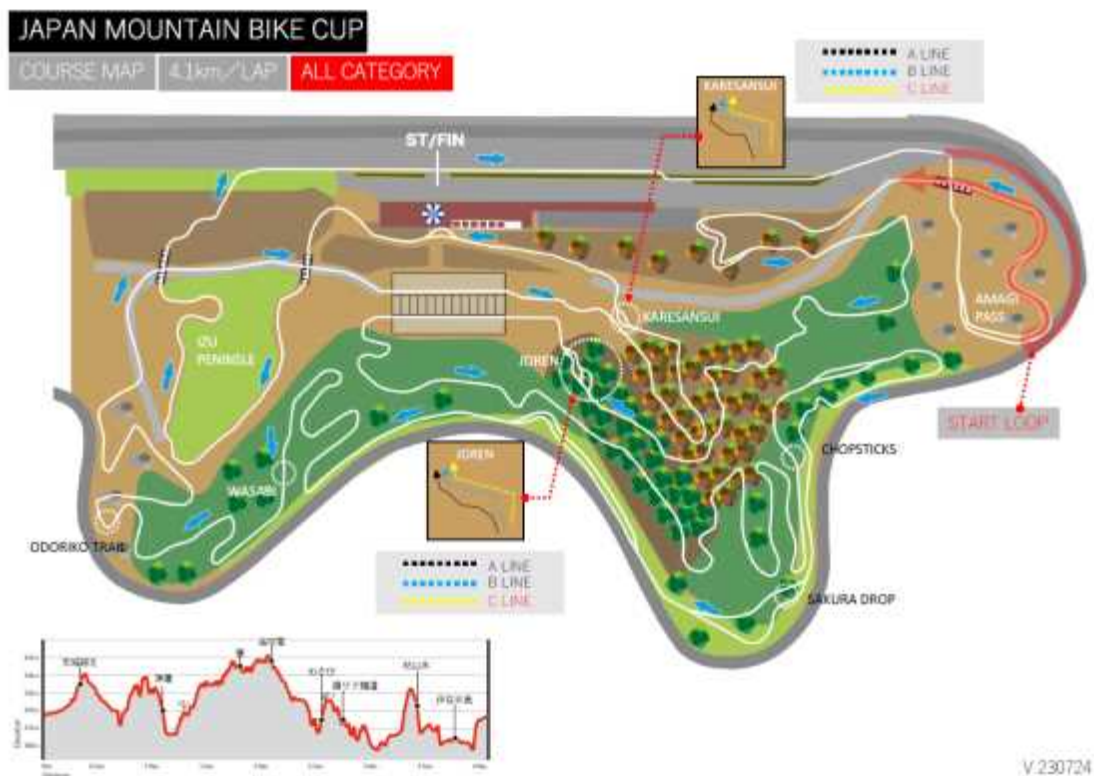 JAPAN MOUNTAIN BIKE CUP
COURSE MAP
4.1km／LAP
ALL CATEGORY
A LINE
B LINE
C LINE
KARESANSUI
ST/FIN
AMAGI
PASS
KARESANSUI
IZU
PENINSLE
JOREN
START LOOP
CHOPSTICKS
JOREN
WASABI
ODORIKO TRAIL
A LINE
B LINE
C LINE
SAKURA DROP
V.230724